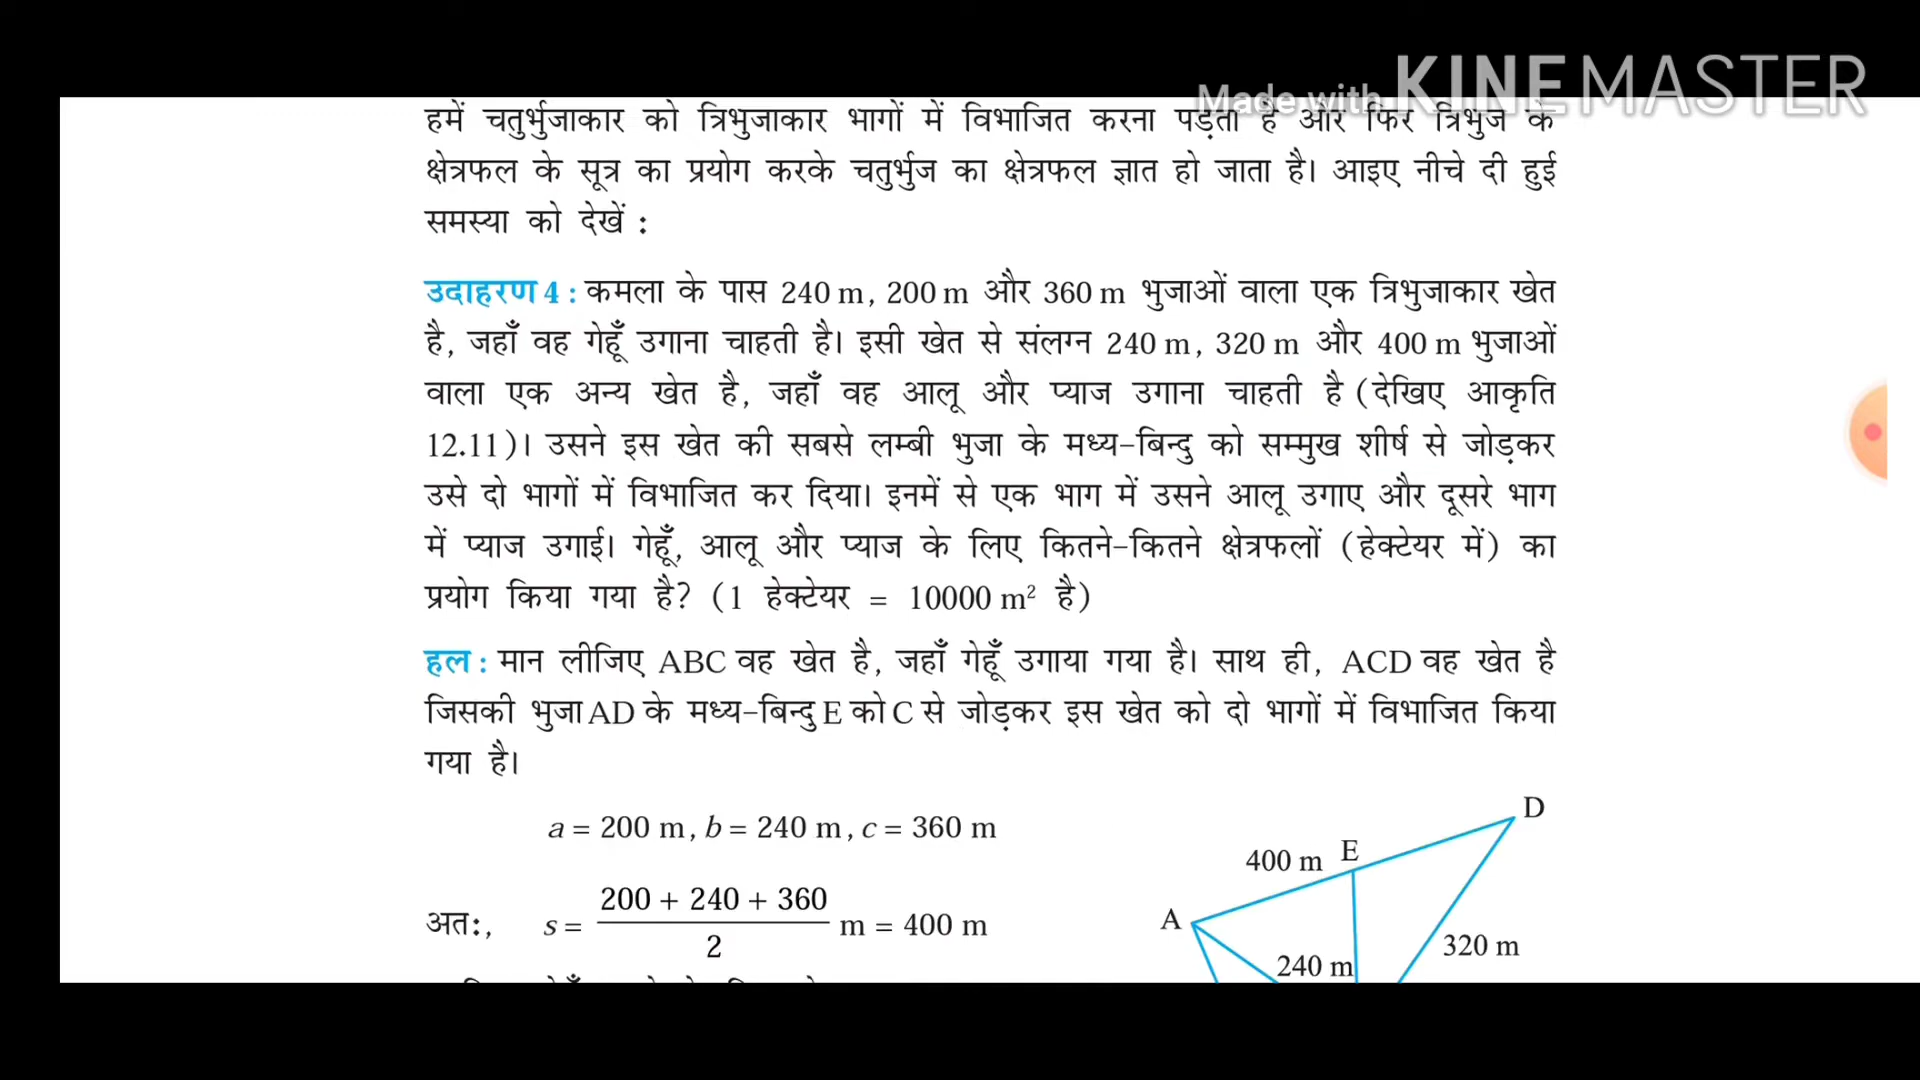 Made with KINEMASTER
हमें चतुर्भुजाकार को त्रिभुजाकार भागों में विभाजित करना पड़ता है और फिर त्रिभुज के
क्षेत्रफल के सूत्र का प्रयोग करके चतुर्भुज का क्षेत्रफल ज्ञात हो जाता है। आइए नीचे दी हुई
समस्या को देखें :
उदाहरण 4 : कमला के पास 240 m, 200 m और 360 m भुजाओं वाला एक त्रिभुजाकार खेत
है, जहाँ वह गेहूँ उगाना चाहती है। इसी खेत से संलग्न 240 m, 320 m और 400 m भुजाओं
वाला एक अन्य खेत है, जहाँ वह आलू और प्याज उगाना चाहती है (देखिए आकृति
12.11)। उसने इस खेत की सबसे लम्बी भुजा के मध्य-बिन्दु को सम्मुख शीर्ष से जोड़कर
उसे दो भागों में विभाजित कर दिया। इनमें से एक भाग में उसने आलू उगाए और दूसरे भाग
में प्याज उगाई। गेहूँ, आलू और प्याज के लिए कितने-कितने क्षेत्रफलों (हेक्टेयर में) का
प्रयोग किया गया है? (1 हेक्टेयर = 10000 m² है)
हल : मान लीजिए ABC वह खेत है, जहाँ गेहूँ उगाया गया है। साथ ही, ACD वह खेत है
जिसकी भुजा AD के मध्य-बिन्दु E को C से जोड़कर इस खेत को दो भागों में विभाजित किया
गया है।
a = 200 m, b = 240 m, c = 360 m
अतः, s = (200 + 240 + 360)/2 m = 400 m
D
E
400 m
A
320 m
240 m